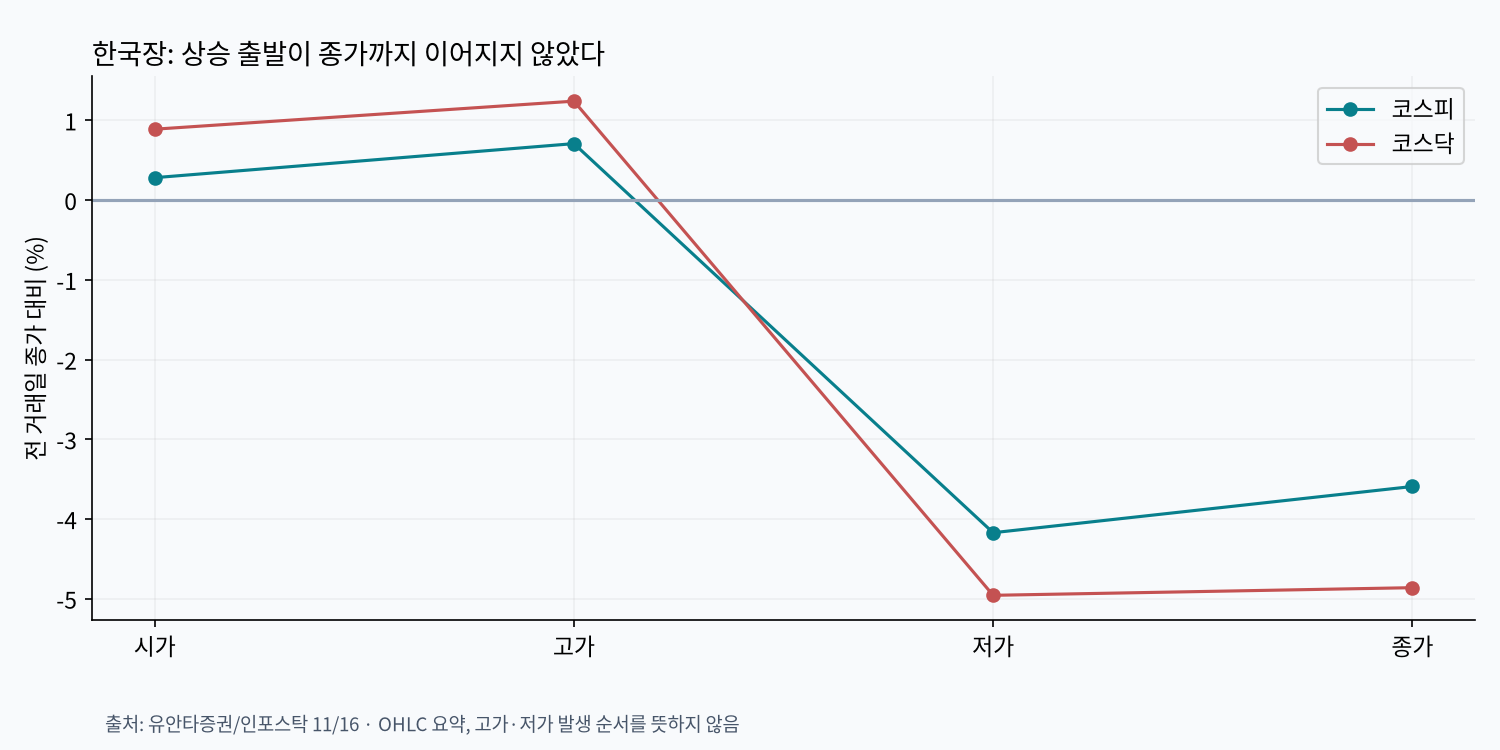 한국장: 상승 출발이 종가까지 이어지지 않았다
코스피
코스닥
전 거래일 종가 대비 (%)
1
0
-1
-2
-3
-4
-5
시가
고가
저가
종가
출처: 유안타증권/인포스탁 11/16 · OHLC 요약, 고가·저가 발생 순서를 뜻하지 않음